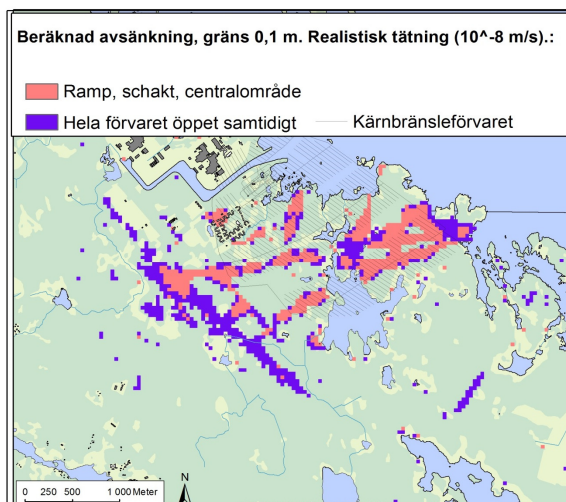 Beräknad avsänkning, gräns 0,1 m. Realistisk tätning (10^-8 m/s).:
Ramp, schakt, centralområde
Hela förvaret öppet samtidigt
Kärnbränsleförvaret
0 250 500 1 000 Meter
N